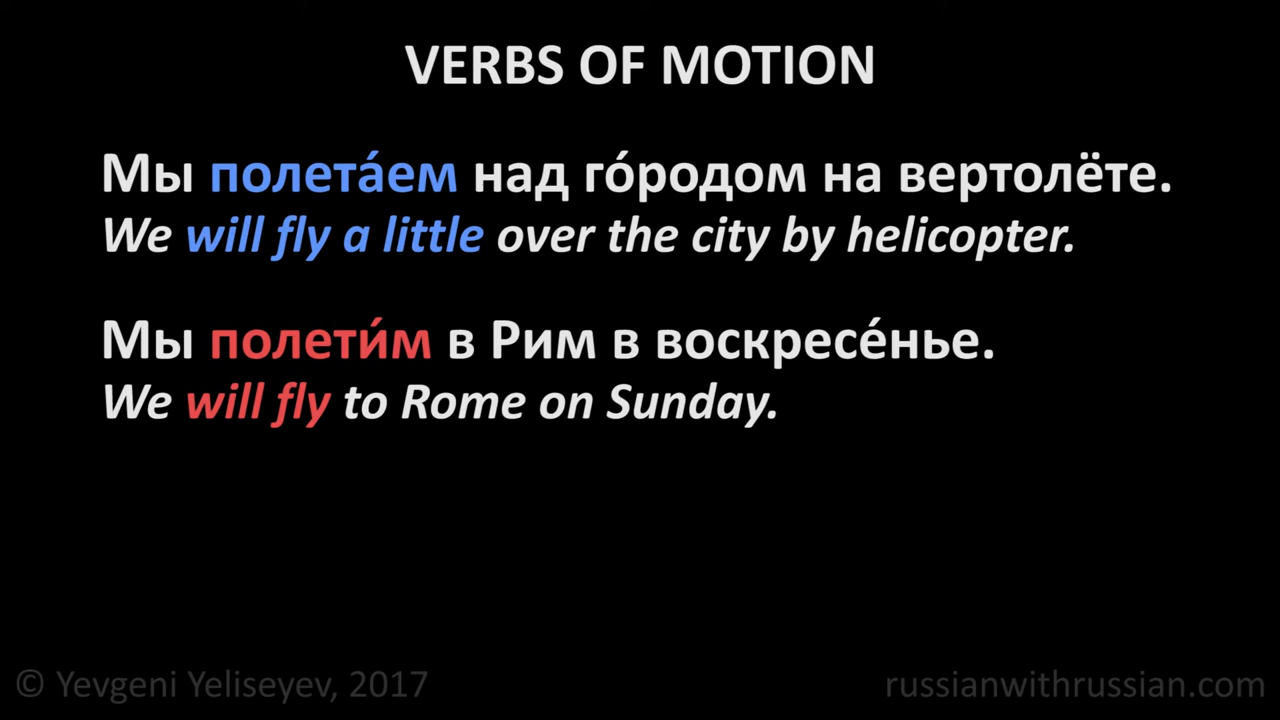 VERBS OF MOTION
Мы полета́ем над го́родом на вертолёте.
We will fly a little over the city by helicopter.
Мы полети́м в Рим в воскресе́нье.
We will fly to Rome on Sunday.
© Yevgeni Yeliseyev, 2017
russianwithrussian.com